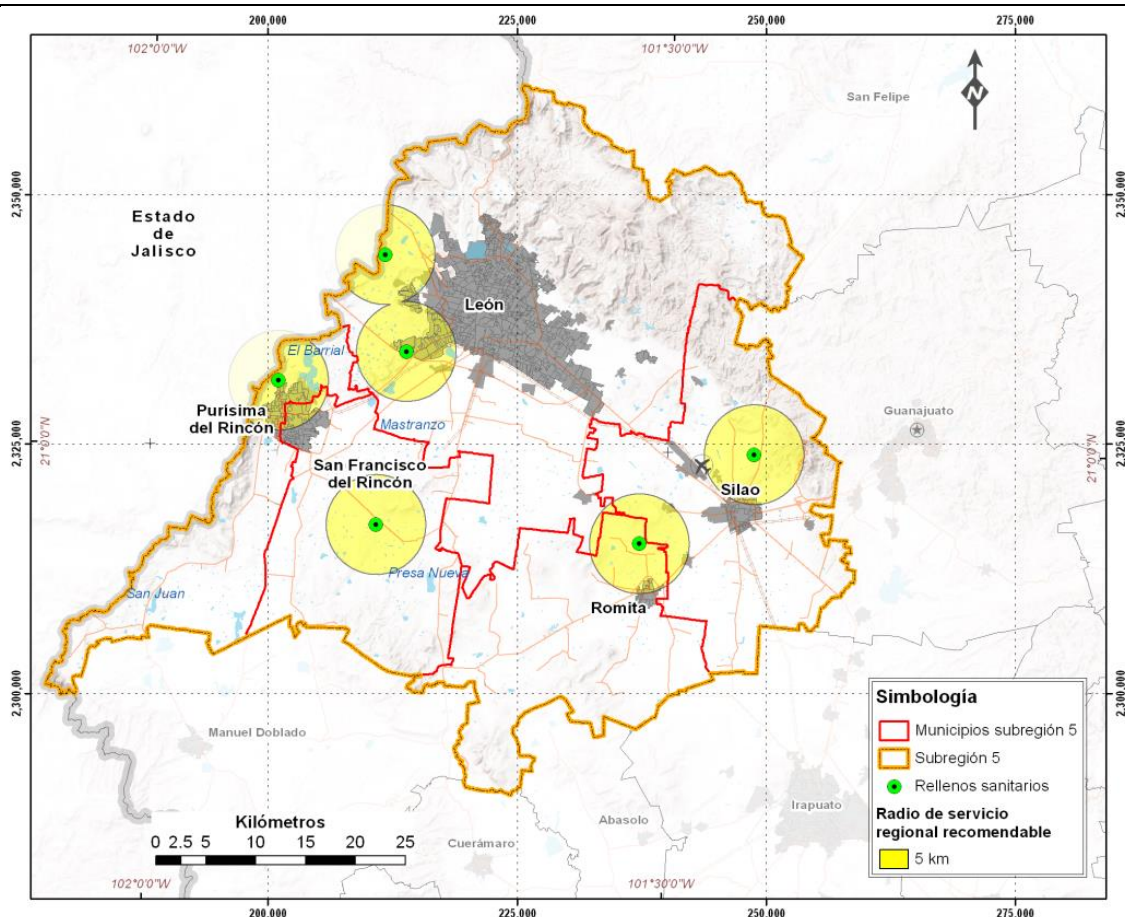 200,000
225,000
250,000
275,000
102°0'0"W
101°30'0"W
N
San Felipe
2,350,000
2,350,000
Estado
de
Jalisco
León
El Barrial
Purisima
del Rincón
Mastranzo
Guanajuato
2,325,000
21°0'0"N
San Francisco
del Rincón
Silao
21°0'0"N
2,325,000
Presa Nueva
San Juan
Romita
2,300,000
2,300,000
Manuel Doblado
Simbología
Municipios subregión 5
Subregión 5
Rellenos sanitarios
Radio de servicio
regional recomendable
5 km
Irapuato
Abasolo
Kilómetros
0 2.5 5 10 15 20 25
Cuerámaro
102°0'0"W
101°30'0"W
200,000
225,000
250,000
275,000